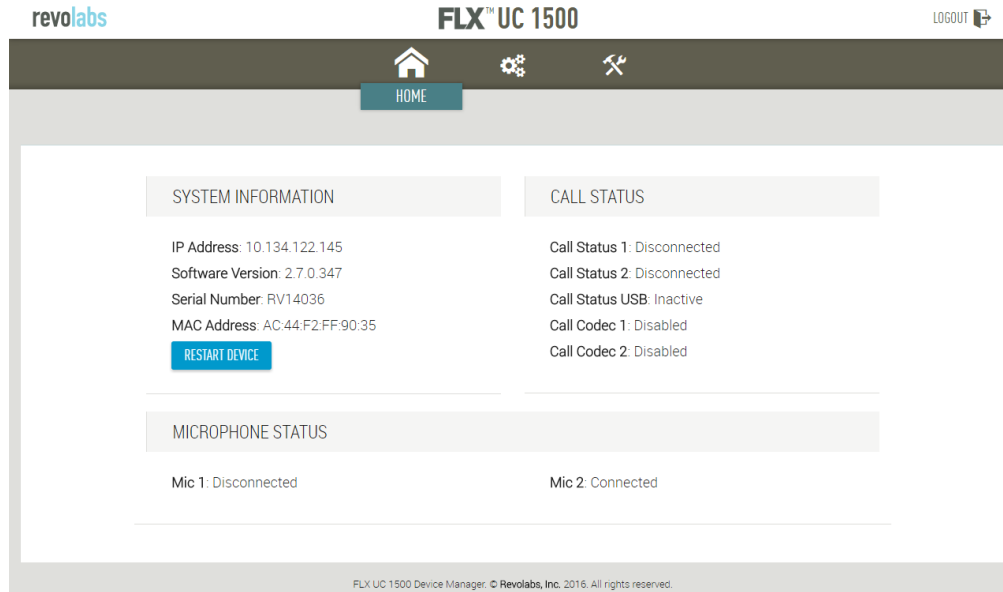 revolabs
FLX™ UC 1500
LOGOUT
HOME
SYSTEM INFORMATION
IP Address: 10.134.122.145
Software Version: 2.7.0.347
Serial Number: RV14036
MAC Address: AC:44:F2:FF:90:35
RESTART DEVICE
CALL STATUS
Call Status 1: Disconnected
Call Status 2: Disconnected
Call Status USB: Inactive
Call Codec 1: Disabled
Call Codec 2: Disabled
MICROPHONE STATUS
Mic 1: Disconnected
Mic 2: Connected
FLX UC 1500 Device Manager. © Revolabs, Inc. 2016. All rights reserved.